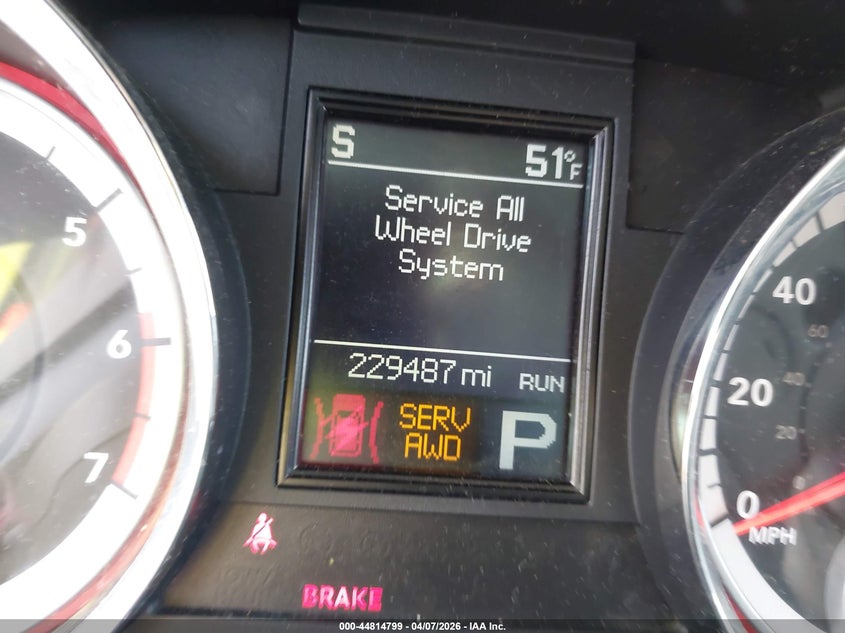 S 51°F
Service All
Wheel Drive
System
229487 mi RUN
SERV
AWD
P
5
6
7
40
20
0
MPH
60
40
20
0
BRAKE
000-44814799 - 04/07/2026 - IAA Inc.